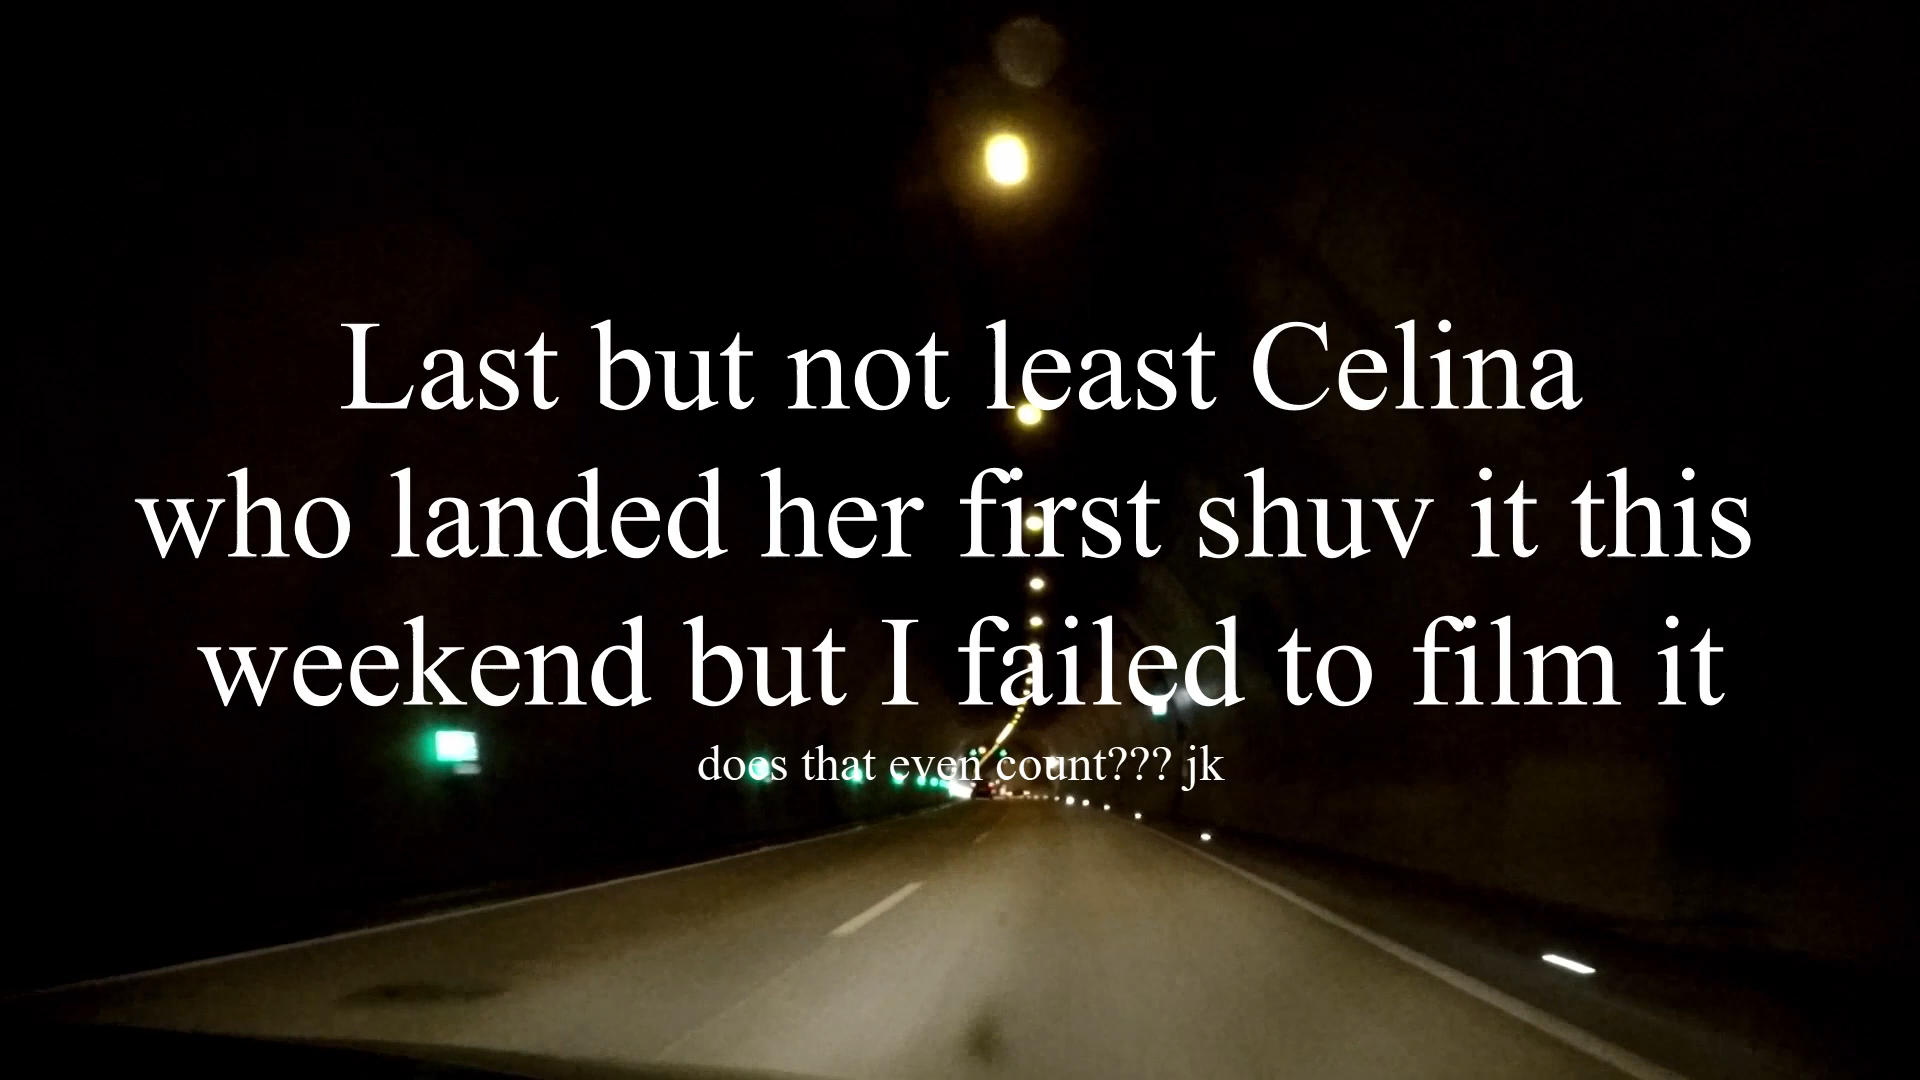 Last but not least Celina
who landed her first shuv it this
weekend but I failed to film it
does that even count??? jk